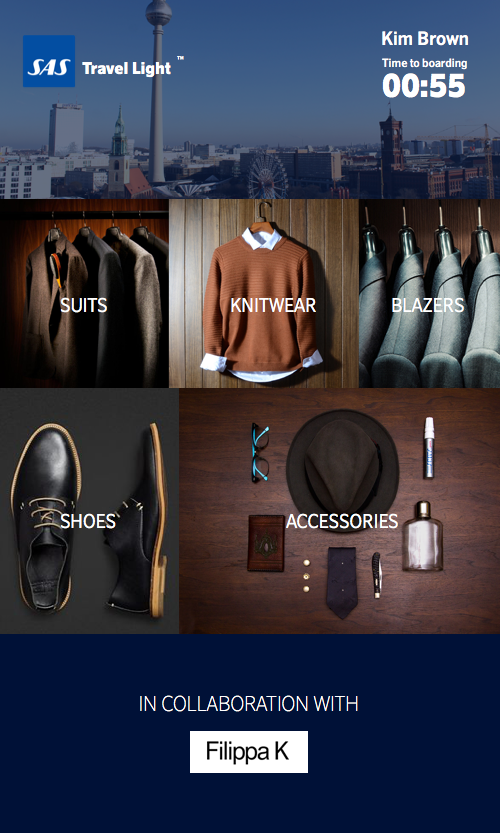 SAS
Travel Light ™
Kim Brown
Time to boarding
00:55
SUITS
KNITWEAR
BLAZERS
SHOES
ACCESSORIES
IN COLLABORATION WITH
Filippa K